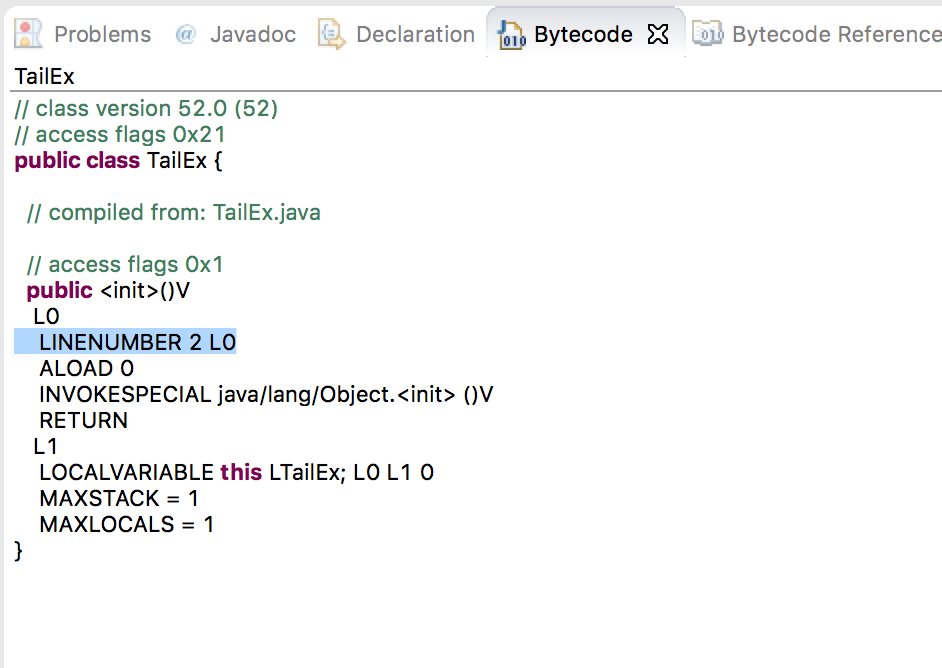 Problems @ Javadoc Declaration Bytecode Bytecode Reference
TailEx
// class version 52.0 (52)
// access flags 0x21
public class TailEx {
// compiled from: TailEx.java
// access flags 0x1
public <init>()V
L0
LINENUMBER 2 L0
ALOAD 0
INVOKESPECIAL java/lang/Object.<init> ()V
RETURN
L1
LOCALVARIABLE this LTailEx; L0 L1 0
MAXSTACK = 1
MAXLOCALS = 1
}